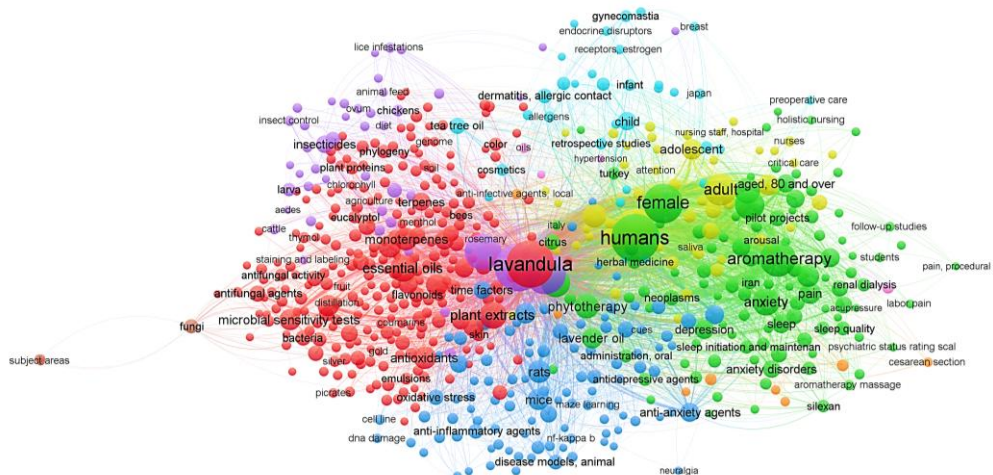 gynecomastia
endocrine disruptors
breast
lice infestations
receptors, estrogen
animal feed
infant
japan
ovum
chickens
dermatitis, allergic contact
preoperative care
insect control
diet
genome
tea tree oil
allergens
child
holistic nursing
insecticides
phylogeny
color
oils
retrospective studies
nursing staff, hospital
nurses
plant proteins
soil
hypertension
adolescent
critical care
chlorophyll
cosmetics
turkey
attention
larva
agriculture
terpenes
anti-infective agents, local
adult
aged, 80 and over
aedes
eucalyptol
menthol
bees
female
pilot projects
cattle
italy
follow-up studies
thymol
monoterpenes
rosemary
citrus
humans
arousal
saliva
students
staining and labeling
lavandula
herbal medicine
aromatherapy
pain, procedural
antifungal activity
essential oils
fruit
iran
renal dialysis
antifungal agents
distillation
flavonoids
time factors
neoplasms
anxiety
pain
acupressure
labor pain
phytotherapy
fungi
microbial sensitivity tests
coumarins
plant extracts
cues
depression
sleep
sleep quality
bacteria
skin
lavender oil
sleep initiation and maintenan
psychiatric status rating scal
subject areas
silver
gold
antioxidants
administration, oral
cesarean section
emulsions
rats
antidepressive agents
anxiety disorders
picrates
oxidative stress
mice
maze learning
aromatherapy massage
silexan
cell line
anti-anxiety agents
dna damage
anti-inflammatory agents
nf-kappa b
disease models, animal
neuralgia